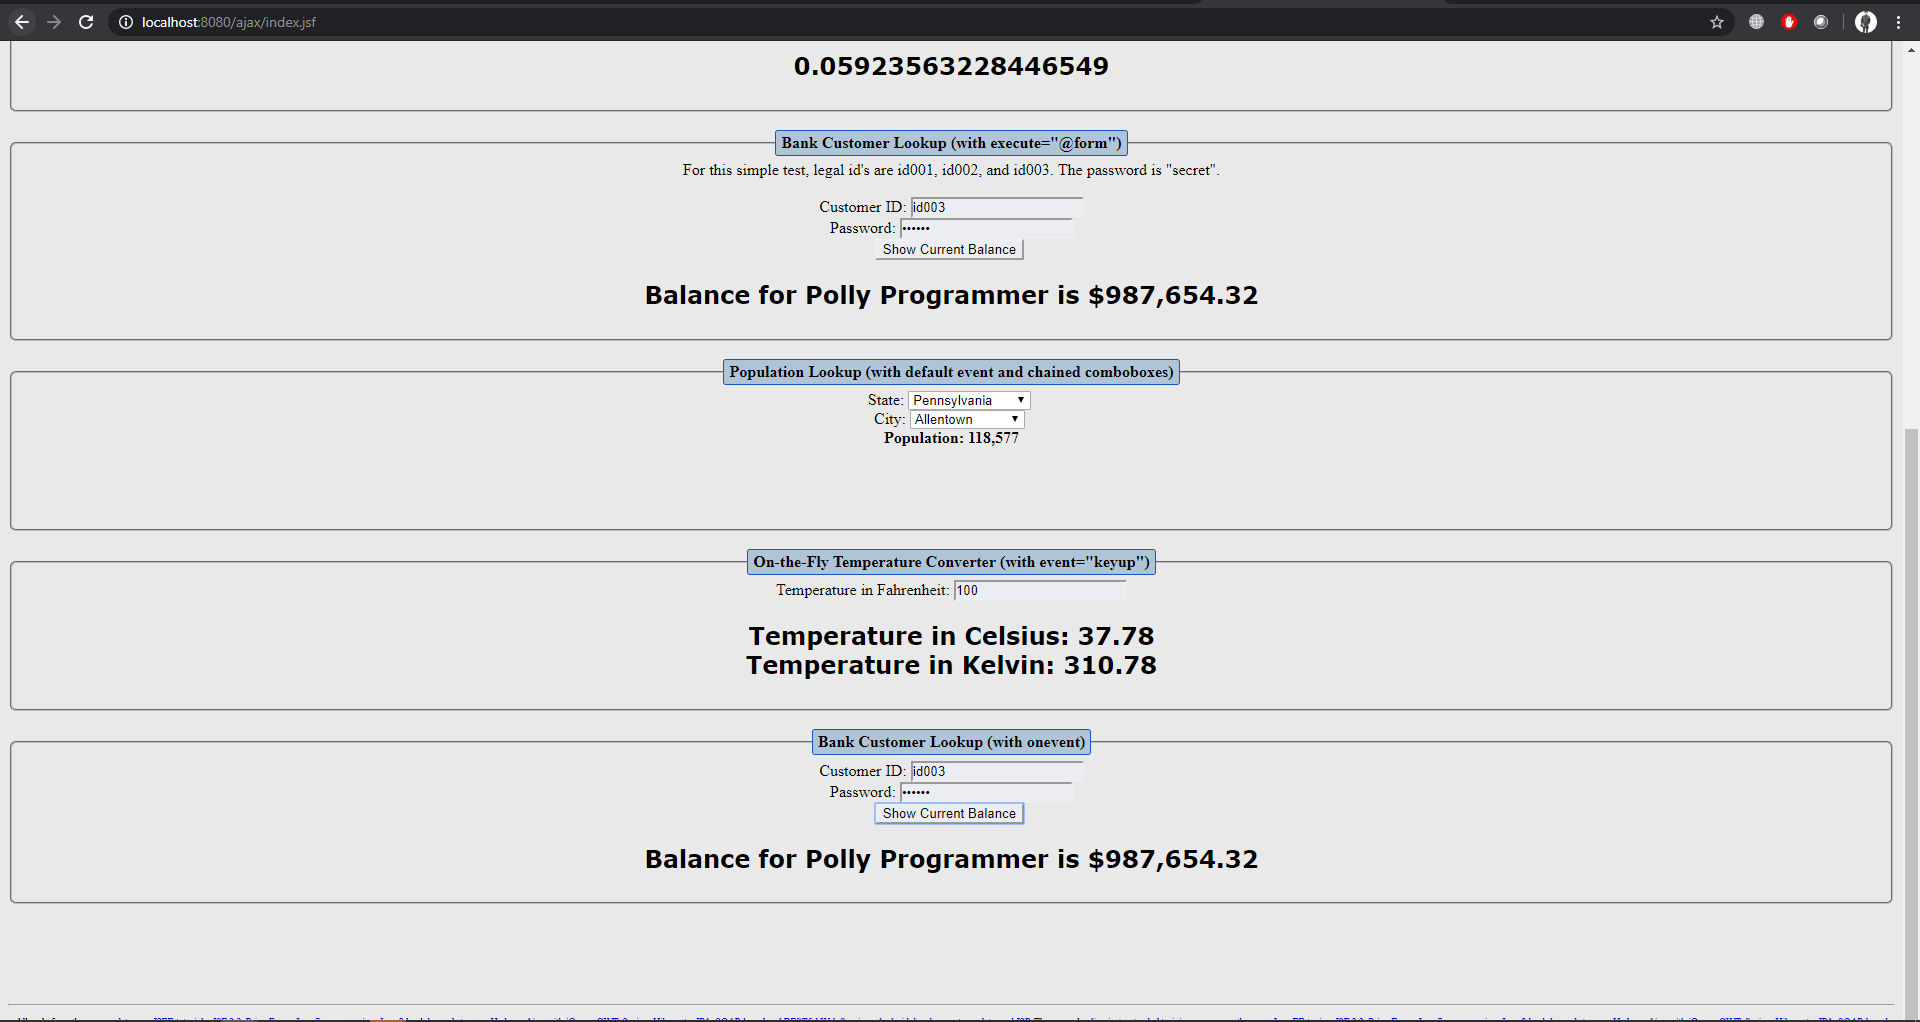 localhost:8080/ajax/index.jsf
0.05923563228446549
Bank Customer Lookup (with execute="@form")
For this simple test, legal id's are id001, id002, and id003. The password is "secret".
Customer ID: id003
Password: ••••••
Show Current Balance
Balance for Polly Programmer is $987,654.32
Population Lookup (with default event and chained comboboxes)
State: Pennsylvania
City: Allentown
Population: 118,577
On-the-Fly Temperature Converter (with event="keyup")
Temperature in Fahrenheit: 100
Temperature in Celsius: 37.78
Temperature in Kelvin: 310.78
Bank Customer Lookup (with onevent)
Customer ID: id003
Password: ••••••
Show Current Balance
Balance for Polly Programmer is $987,654.32